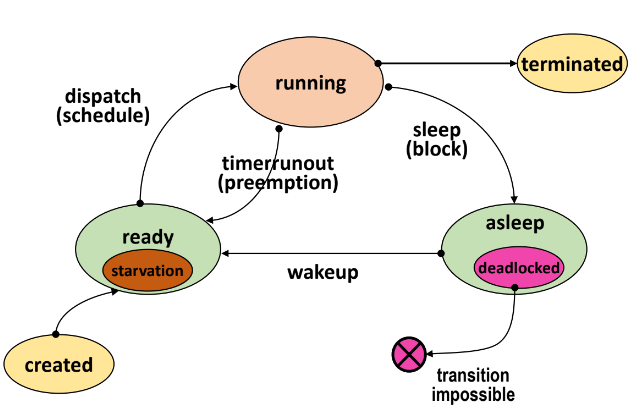 running
terminated
dispatch
(schedule)
sleep
(block)
timerrunout
(preemption)
ready
starvation
asleep
deadlocked
wakeup
created
transition
impossible